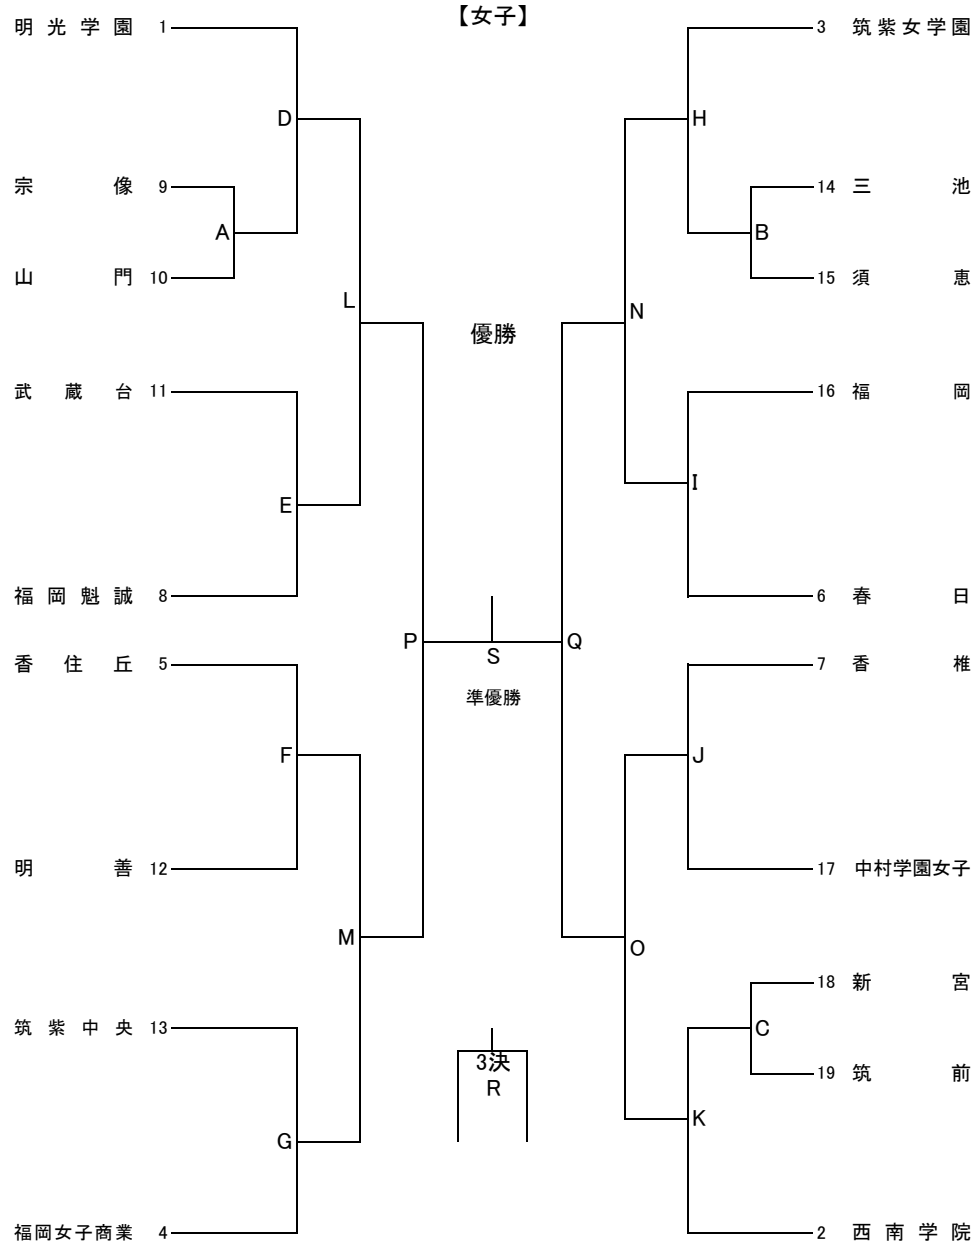 【女子】
明光学園 1
3 筑紫女学園
D
H
宗像 9
14 三池
A
B
山門 10
15 須恵
L
N
優勝
武蔵台 11
16 福岡
I
E
福岡魁誠 8
6 春日
P
S
Q
香住丘 5
7 香椎
準優勝
F
J
明善 12
17 中村学園女子
M
O
18 新宮
筑紫中央 13
C
3決
R
19 筑前
K
G
福岡女子商業 4
2 西南学院